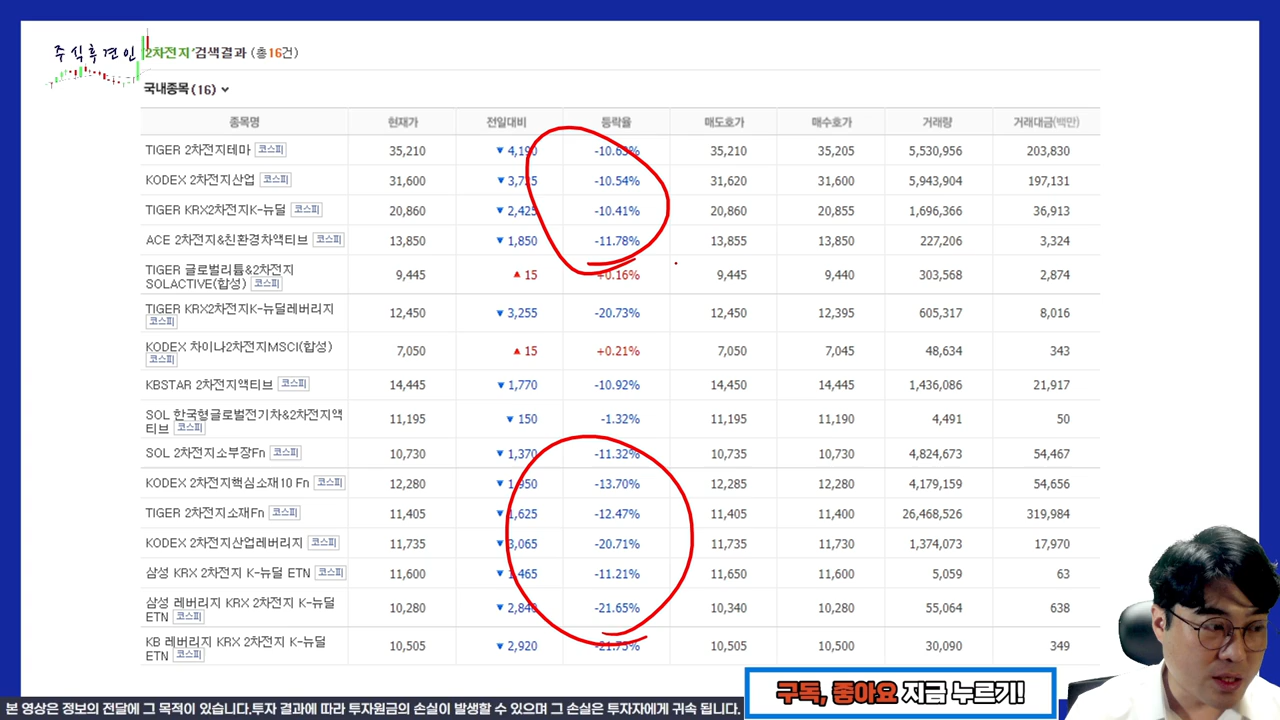 주식후견인
'2차전지'검색결과 (총16건)
국내종목(16)
종목명 현재가 전일대비 등락율 매도호가 매수호가 거래량 거래대금(백만)
TIGER 2차전지테마 코스피 35,210 ▼ 4,190 -10.63% 35,210 35,205 5,530,956 203,830
KODEX 2차전지산업 코스피 31,600 ▼ 3,725 -10.54% 31,620 31,600 5,943,904 197,131
TIGER KRX2차전지K-뉴딜 코스피 20,860 ▼ 2,425 -10.41% 20,860 20,855 1,696,366 36,913
ACE 2차전지&친환경차액티브 코스피 13,850 ▼ 1,850 -11.78% 13,855 13,850 227,206 3,324
TIGER 글로벌리튬&2차전지
SOLACTIVE(합성) 코스피 9,445 ▲ 15 +0.16% 9,445 9,440 303,568 2,874
TIGER KRX2차전지K-뉴딜레버리지
코스피 12,450 ▼ 3,255 -20.73% 12,450 12,395 605,317 8,016
KODEX 차이나2차전지MSCI(합성)
코스피 7,050 ▲ 15 +0.21% 7,050 7,045 48,634 343
KBSTAR 2차전지액티브 코스피 14,445 ▼ 1,770 -10.92% 14,450 14,445 1,436,086 21,917
SOL 한국형글로벌전기차&2차전지액
티브 코스피 11,195 ▼ 150 -1.32% 11,195 11,190 4,491 50
SOL 2차전지소부장Fn 코스피 10,730 ▼ 1,370 -11.32% 10,735 10,730 4,824,673 54,467
KODEX 2차전지핵심소재10 Fn 코스피 12,280 ▼ 1,950 -13.70% 12,285 12,280 4,179,159 54,656
TIGER 2차전지소재Fn 코스피 11,405 ▼ 1,625 -12.47% 11,405 11,400 26,468,526 319,984
KODEX 2차전지산업레버리지 코스피 11,735 ▼ 3,065 -20.71% 11,735 11,730 1,374,073 17,970
삼성 KRX 2차전지 K-뉴딜 ETN 코스피 11,600 ▼ 1,465 -11.21% 11,650 11,600 5,059 63
삼성 레버리지 KRX 2차전지 K-뉴딜
ETN 코스피 10,280 ▼ 2,840 -21.65% 10,340 10,280 55,064 638
KB 레버리지 KRX 2차전지 K-뉴딜
ETN 코스피 10,505 ▼ 2,920 -21.75% 10,505 10,500 30,090 349
구독, 좋아요 지금 누르기!
본 영상은 정보의 전달에 그 목적이 있습니다.투자 결과에 따라 투자원금의 손실이 발생할 수 있으며 그 손실은 투자자에게 귀속 됩니다.